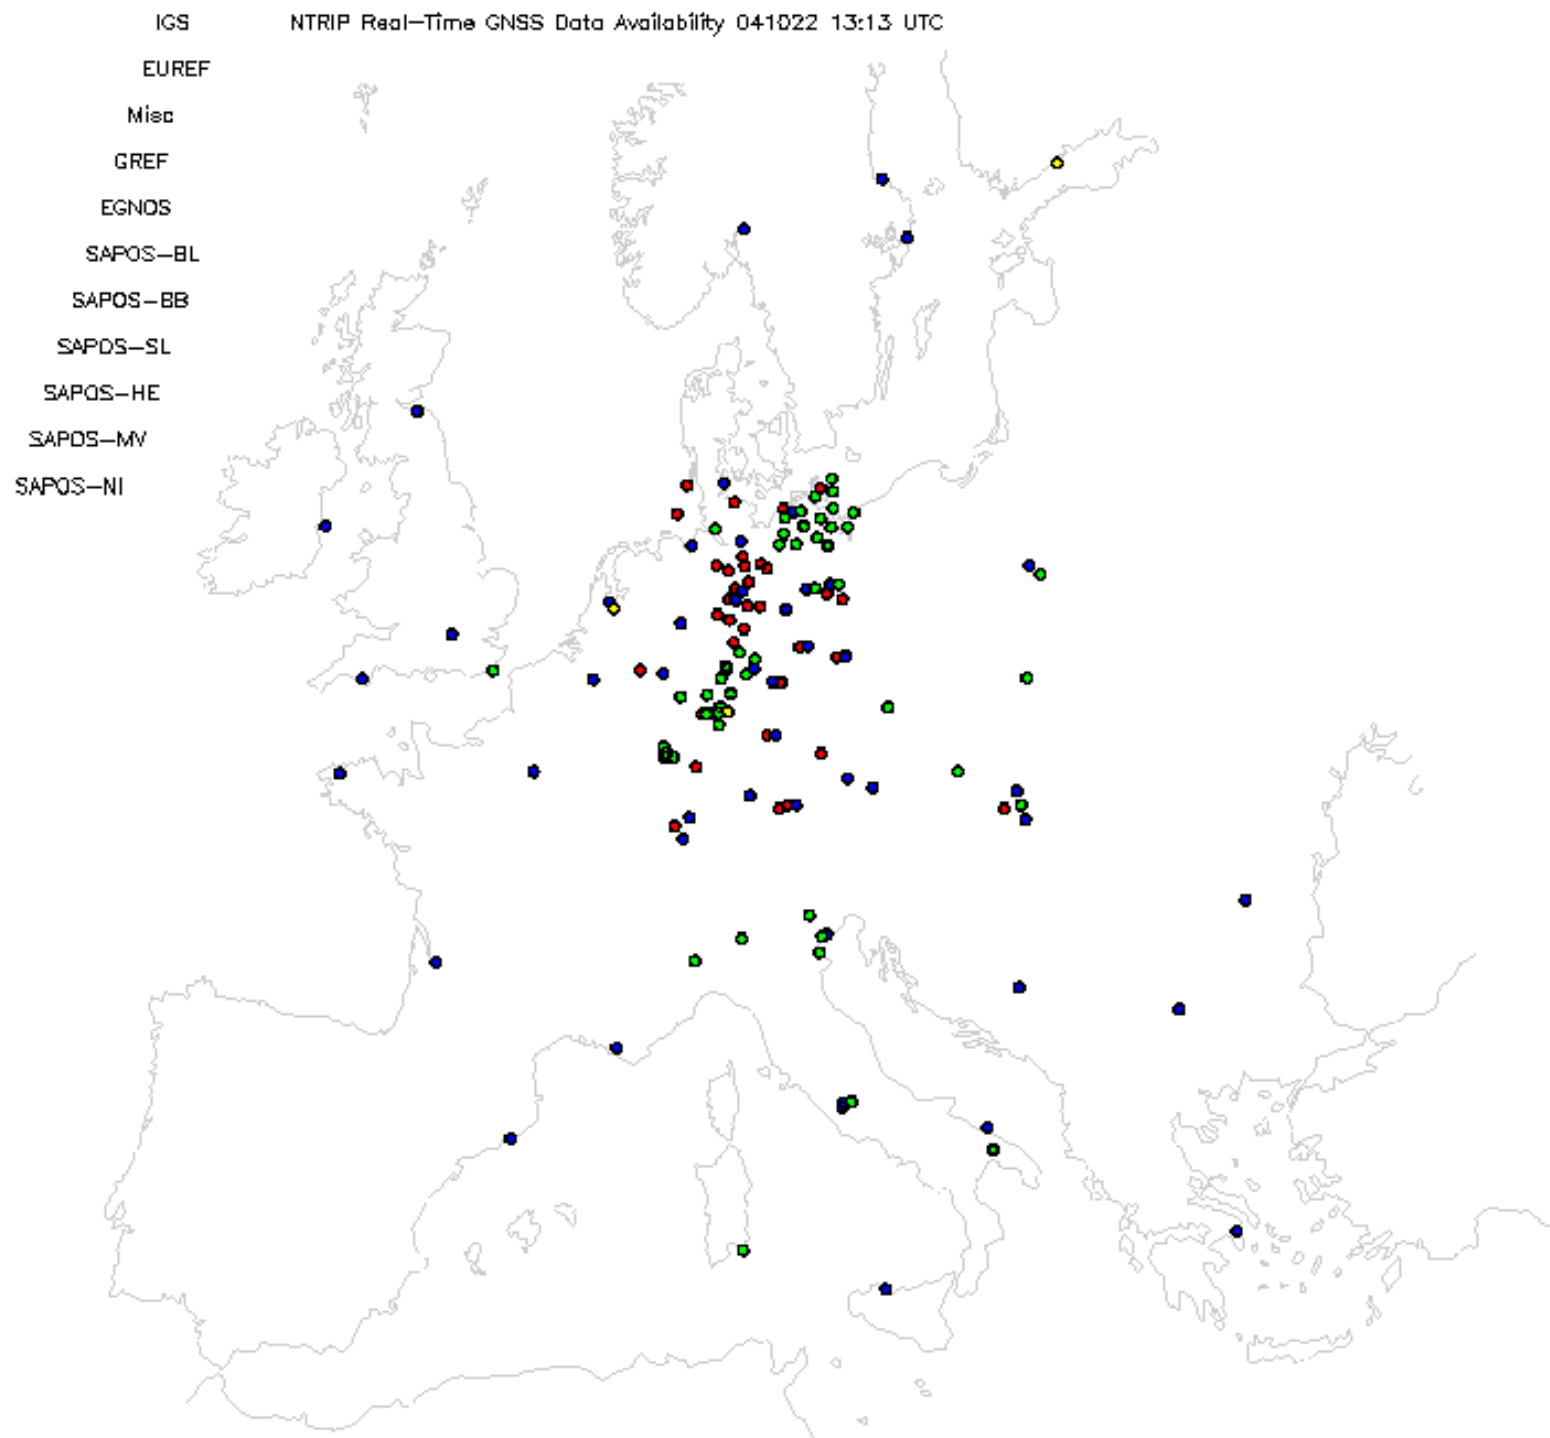 IGS NTRIP Real-Time GNSS Data Availability 041022 13:13 UTC
EUREF
Misc
GREF
EGNOS
SAPOS-BL
SAPOS-BB
SAPOS-SL
SAPOS-HE
SAPOS-MV
SAPOS-NI